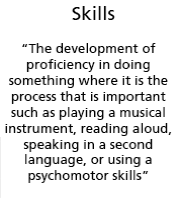 Skills
“The development of
proficiency in doing
something where it is the
process that is important
such as playing a musical
instrument, reading aloud,
speaking in a second
language, or using a
psychomotor skills”